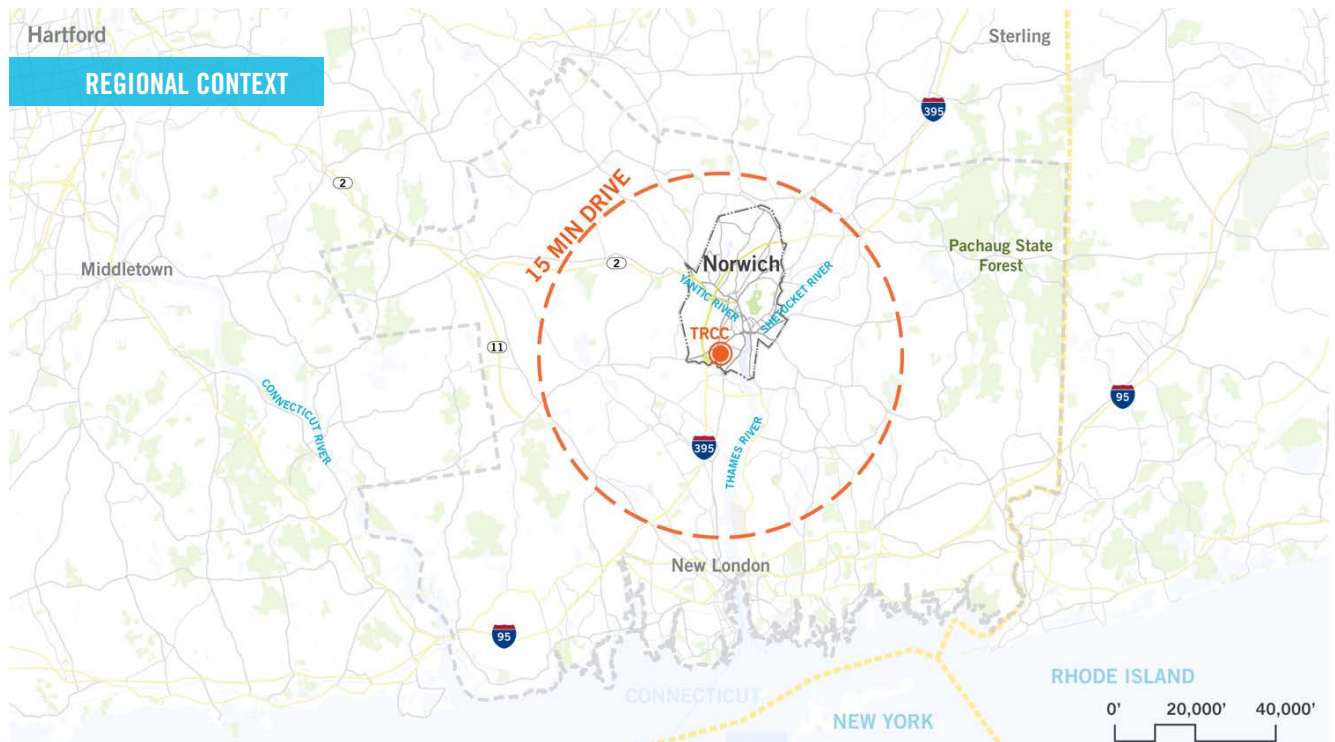 Hartford
Sterling
REGIONAL CONTEXT
395
2
15 MIN DRIVE
Pachaug State
Forest
Middletown
2
Norwich
YANTIC RIVER
SHETOCKET RIVER
TRCC
11
CONNECTICUT RIVER
95
395
THAMES RIVER
New London
95
RHODE ISLAND
CONNECTICUT
NEW YORK
0' 20,000' 40,000'